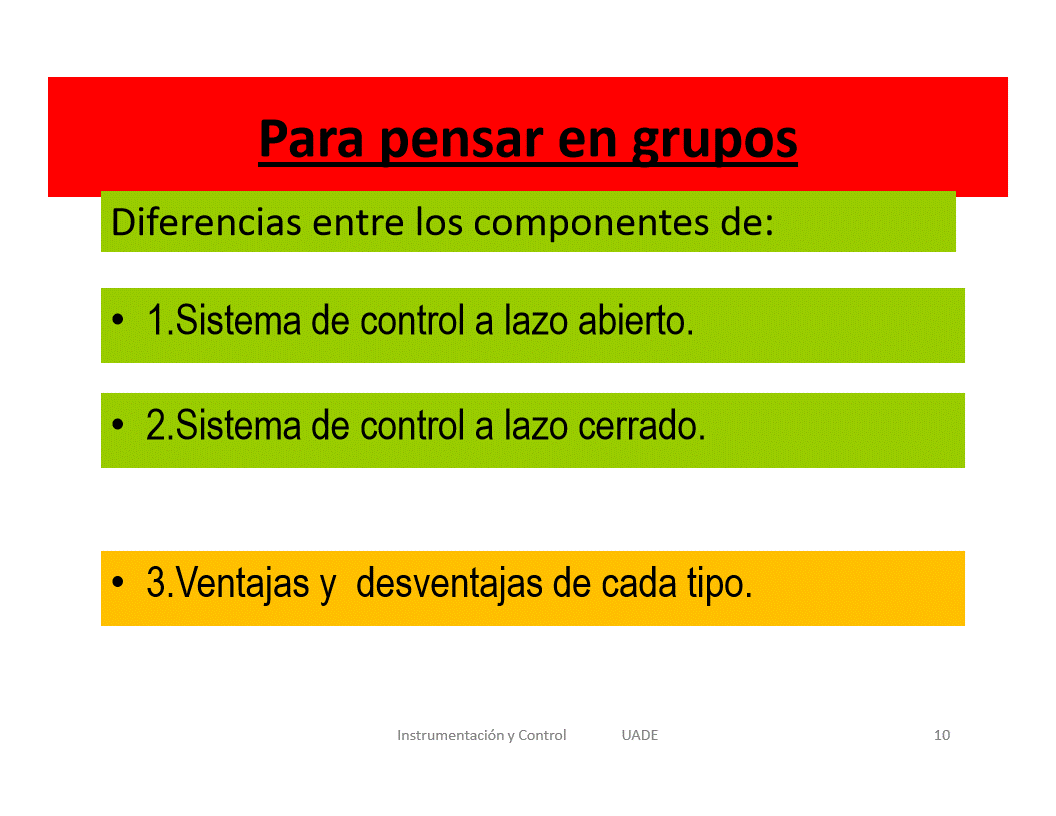 Para pensar en grupos
Diferencias entre los componentes de:
• 1.Sistema de control a lazo abierto.
• 2.Sistema de control a lazo cerrado.
• 3.Ventajas y  desventajas de cada tipo.
Instrumentación y Control UADE 10